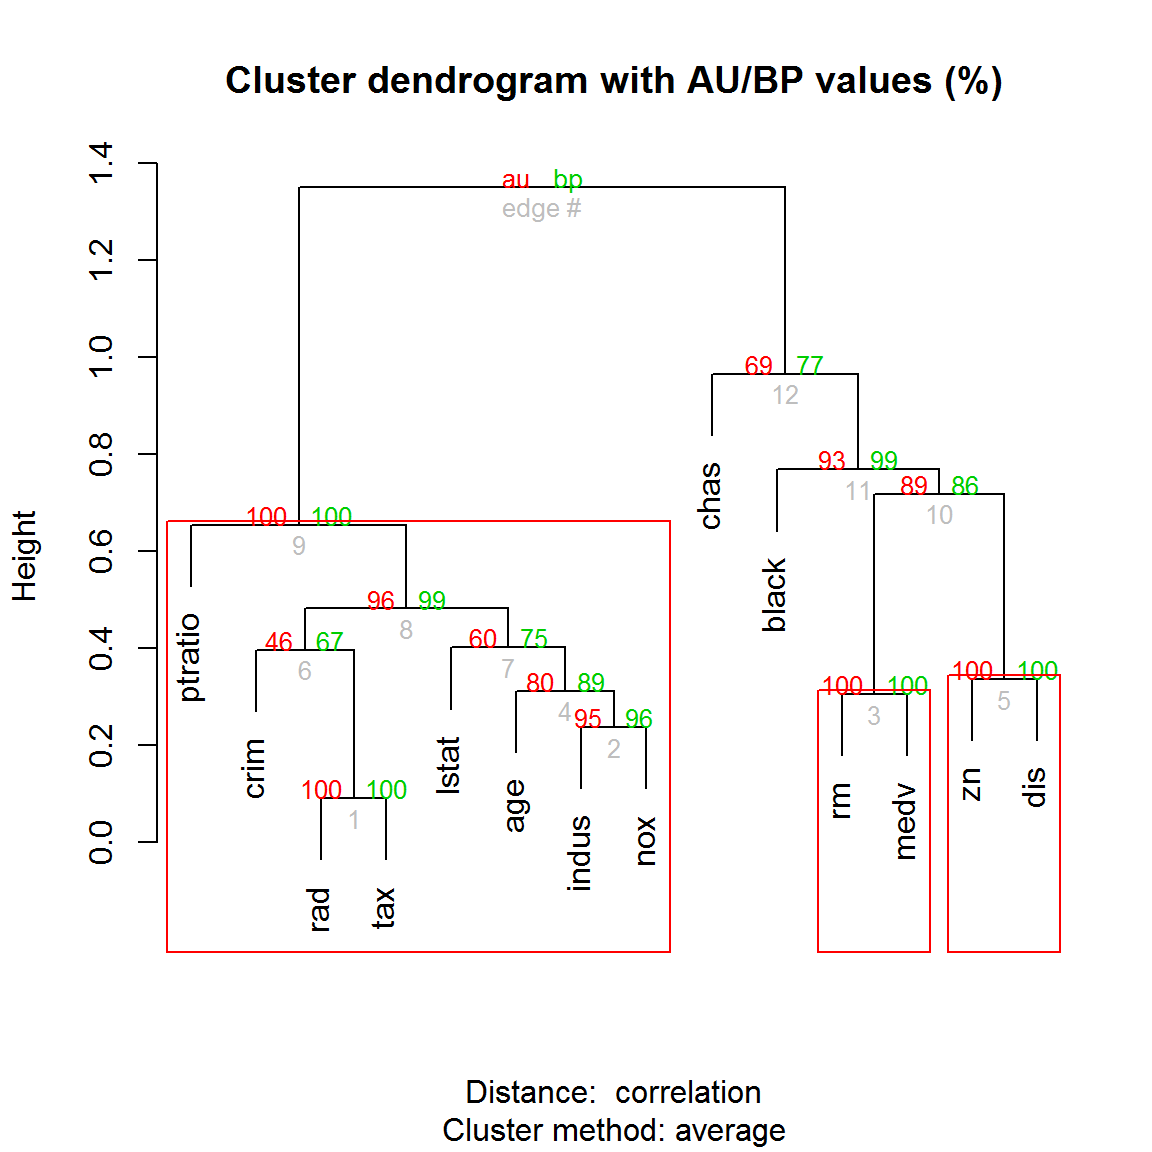 Cluster dendrogram with AU/BP values (%)
Height
1.4
1.2
1.0
0.8
0.6
0.4
0.2
0.0
au bp
edge #
69 77
12
chas
93 99
11
black
89 86
10
100 100
9
ptratio
96 99
8
46 67
6
crim
60 75
7
lstat
80 89
4
age
95 96
2
indus
nox
100 100
1
rad
tax
100 100
3
rm
medv
100 100
5
zn
dis
Distance: correlation
Cluster method: average